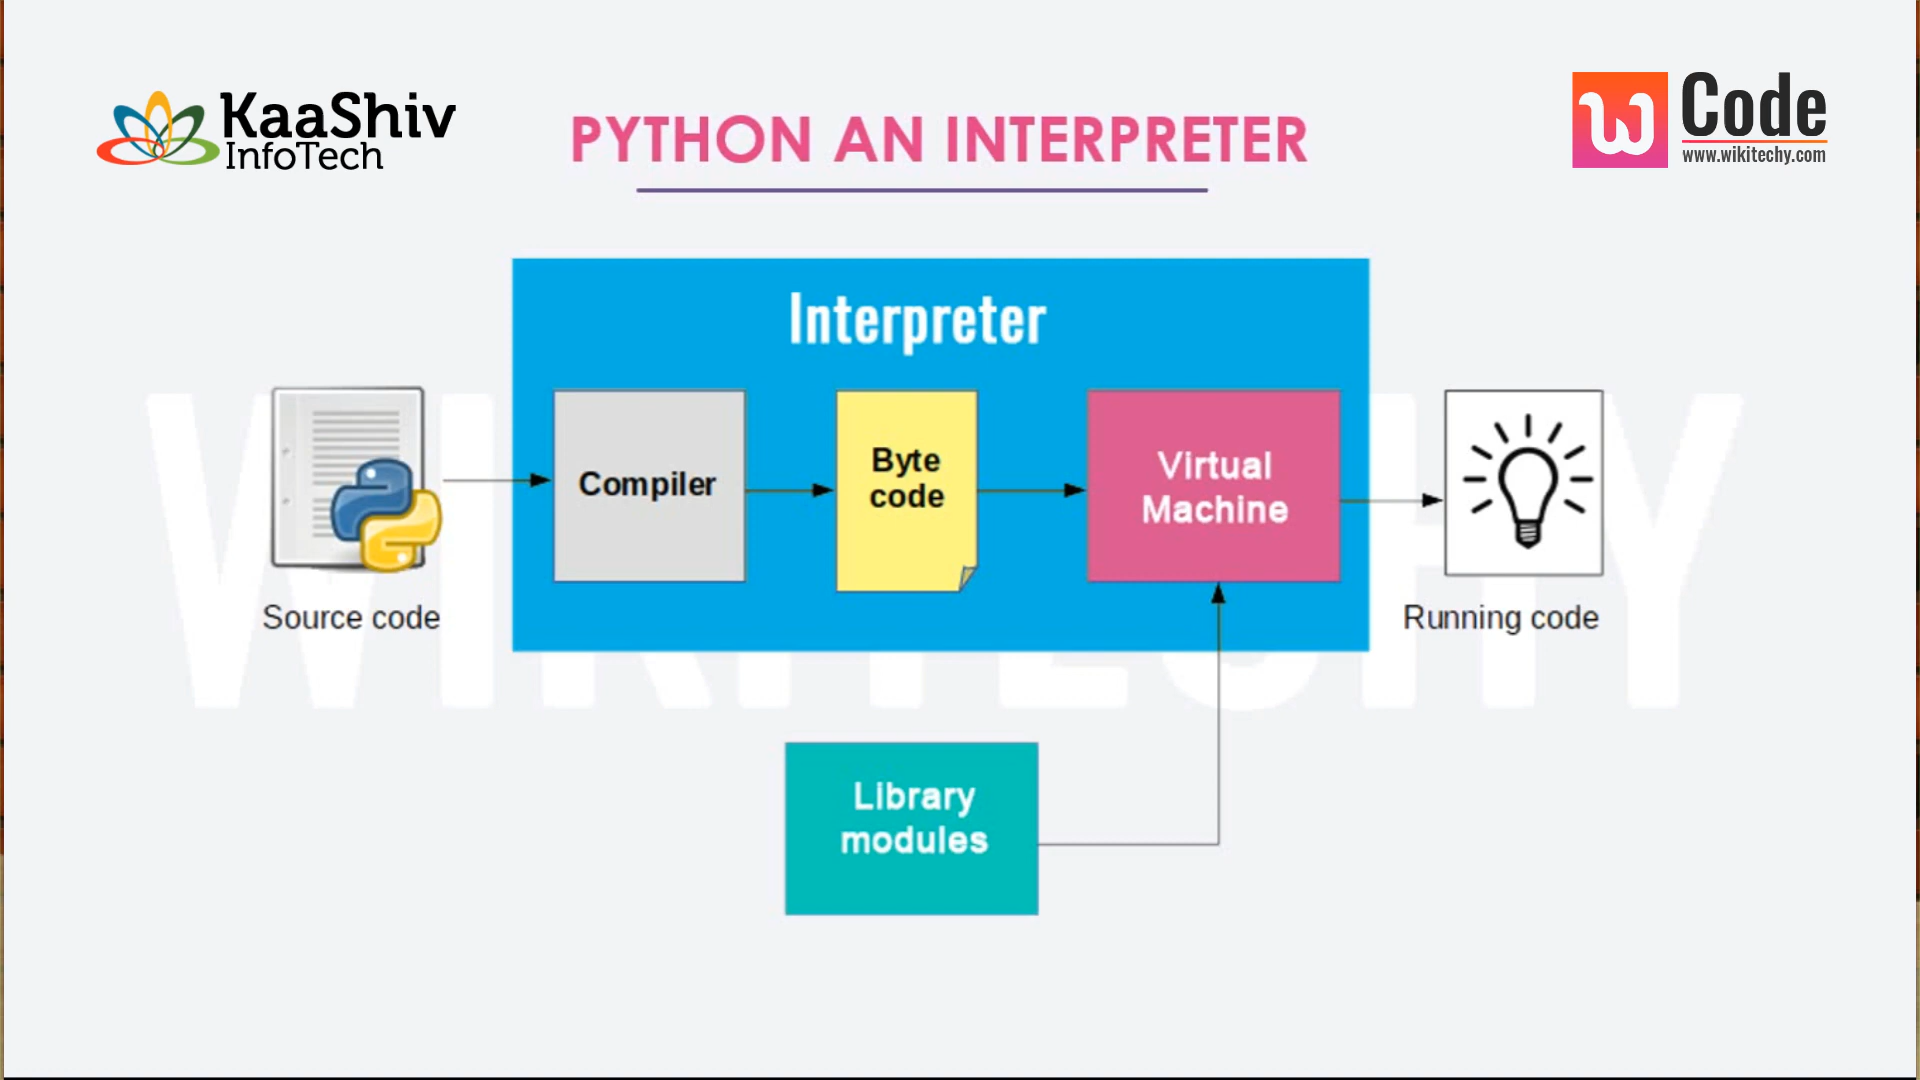 KaaShiv
InfoTech
PYTHON AN INTERPRETER
w Code
www.wikitechy.com
Interpreter
Compiler
Byte
code
Virtual
Machine
Source code
Running code
Library
modules
WIKITECHY